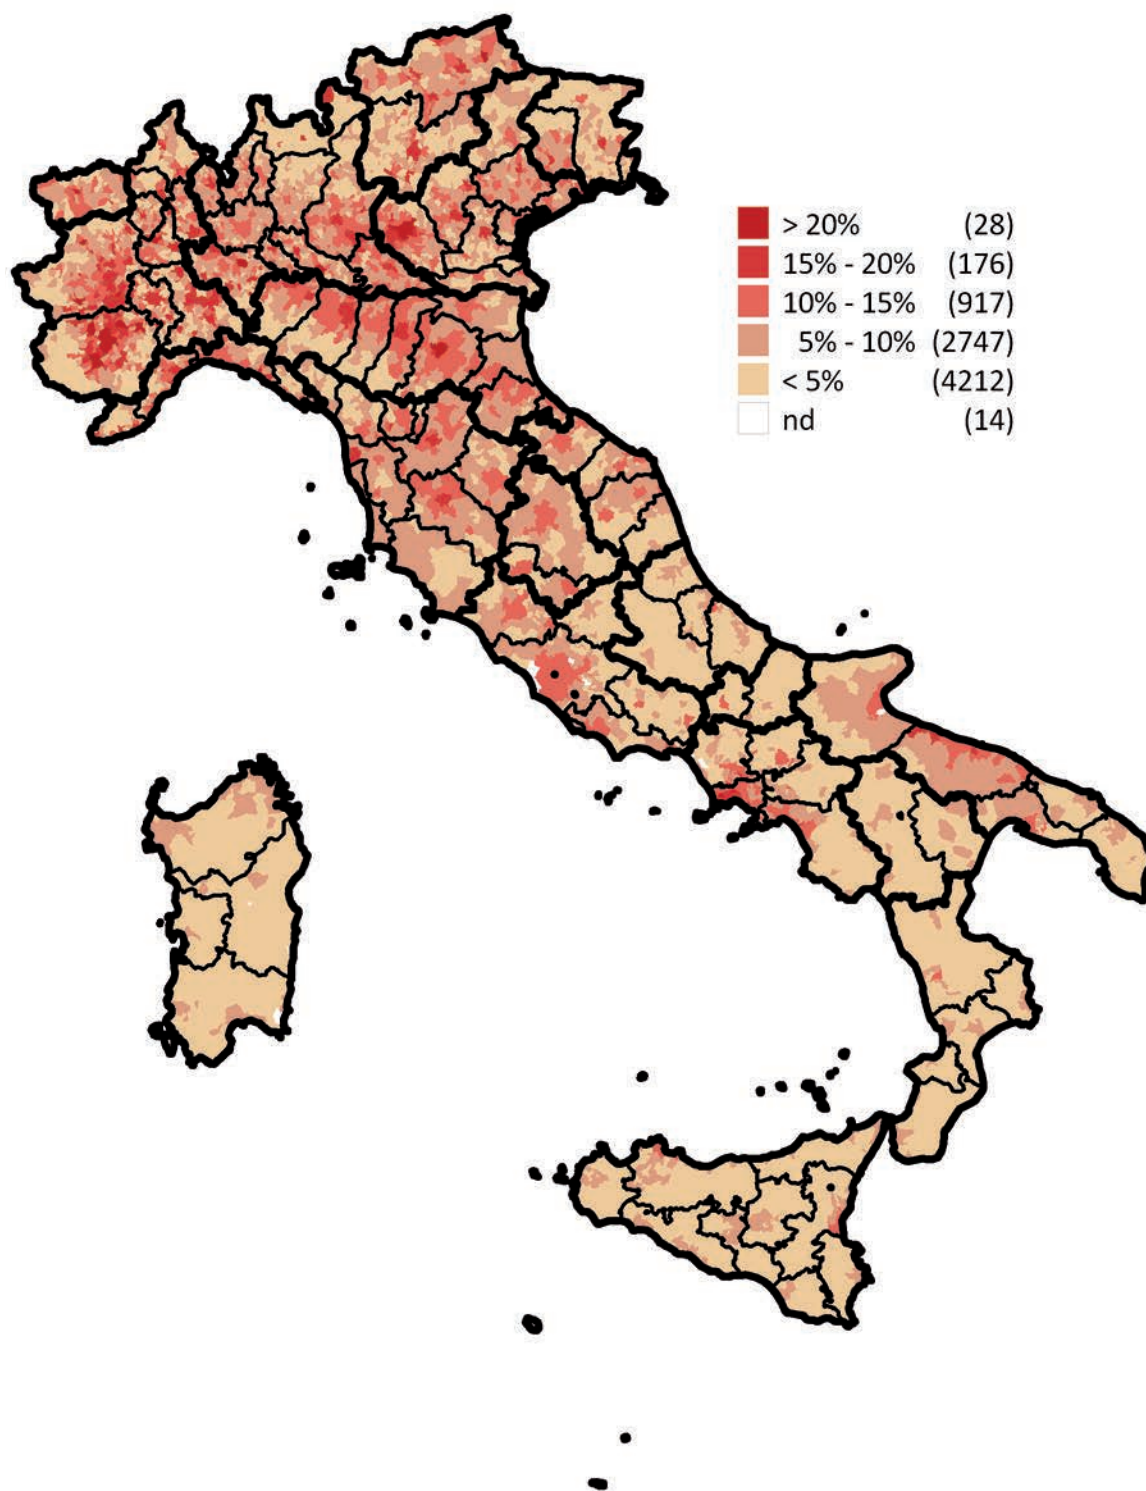 > 20% (28)
15% - 20% (176)
10% - 15% (917)
5% - 10% (2747)
< 5% (4212)
nd (14)